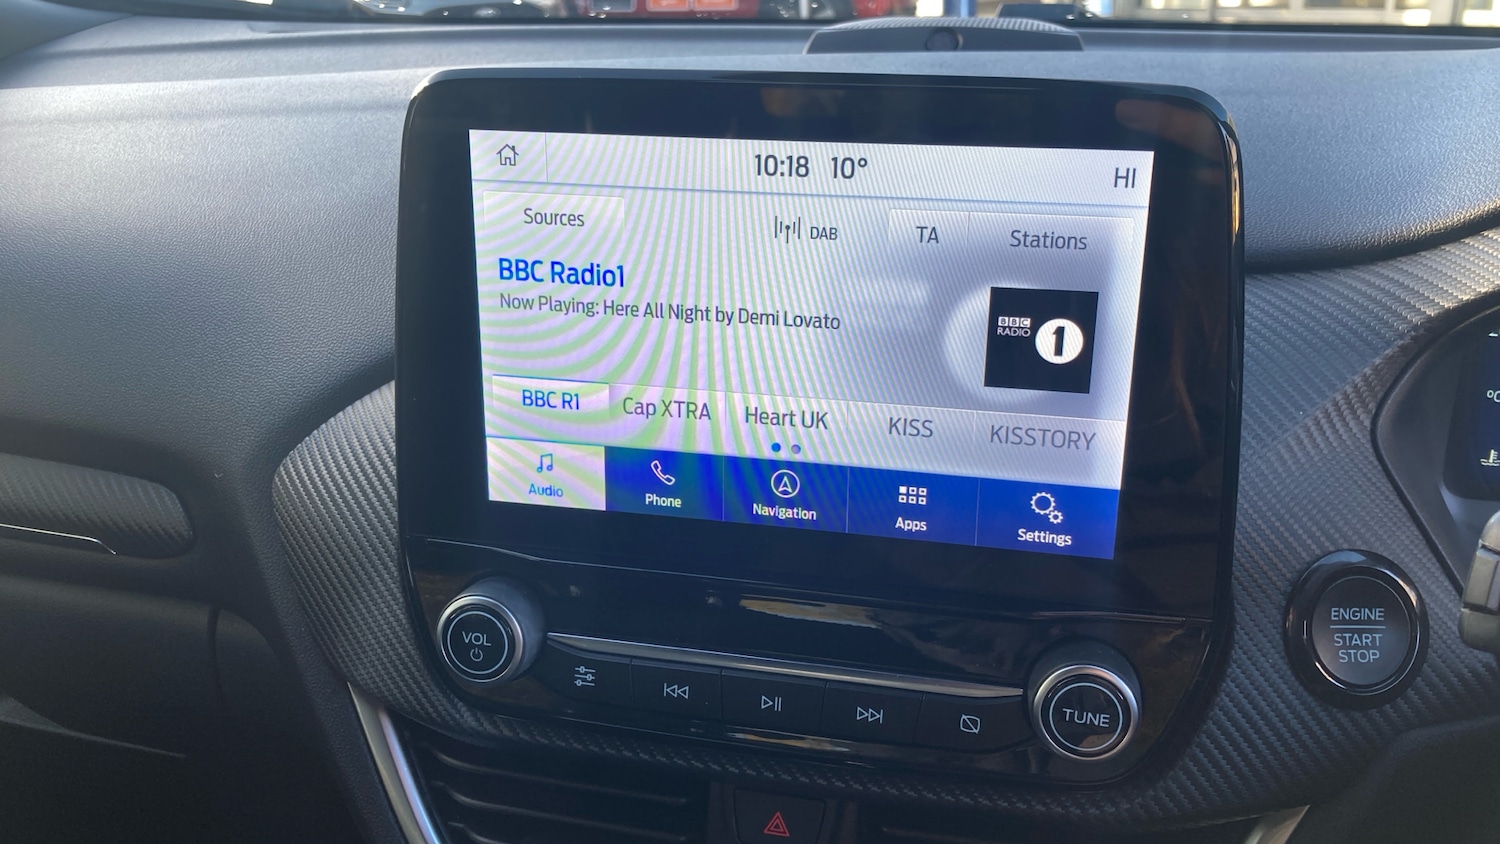 10:18 10°
HI
Sources
DAB
TA
Stations
BBC Radio1
Now Playing: Here All Night by Demi Lovato
BBC
RADIO
1
BBC R1
Cap XTRA
Heart UK
KISS
KISSTORY
Audio
Phone
Navigation
Apps
Settings
VOL
TUNE
ENGINE
START
STOP